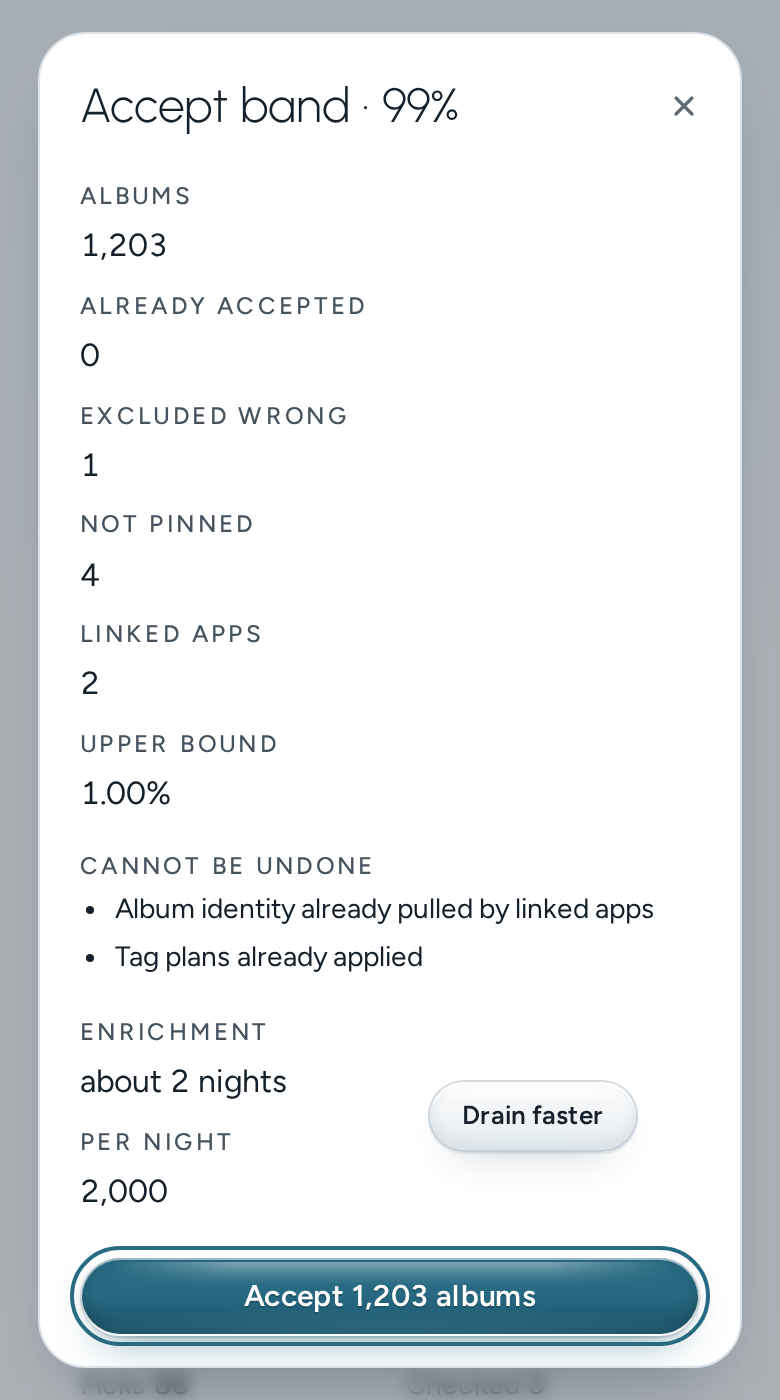 Accept band · 99%
ALBUMS
1,203
ALREADY ACCEPTED
0
EXCLUDED WRONG
1
NOT PINNED
4
LINKED APPS
2
UPPER BOUND
1.00%
CANNOT BE UNDONE
• Album identity already pulled by linked apps
• Tag plans already applied
ENRICHMENT
about 2 nights
Drain faster
PER NIGHT
2,000
Accept 1,203 albums